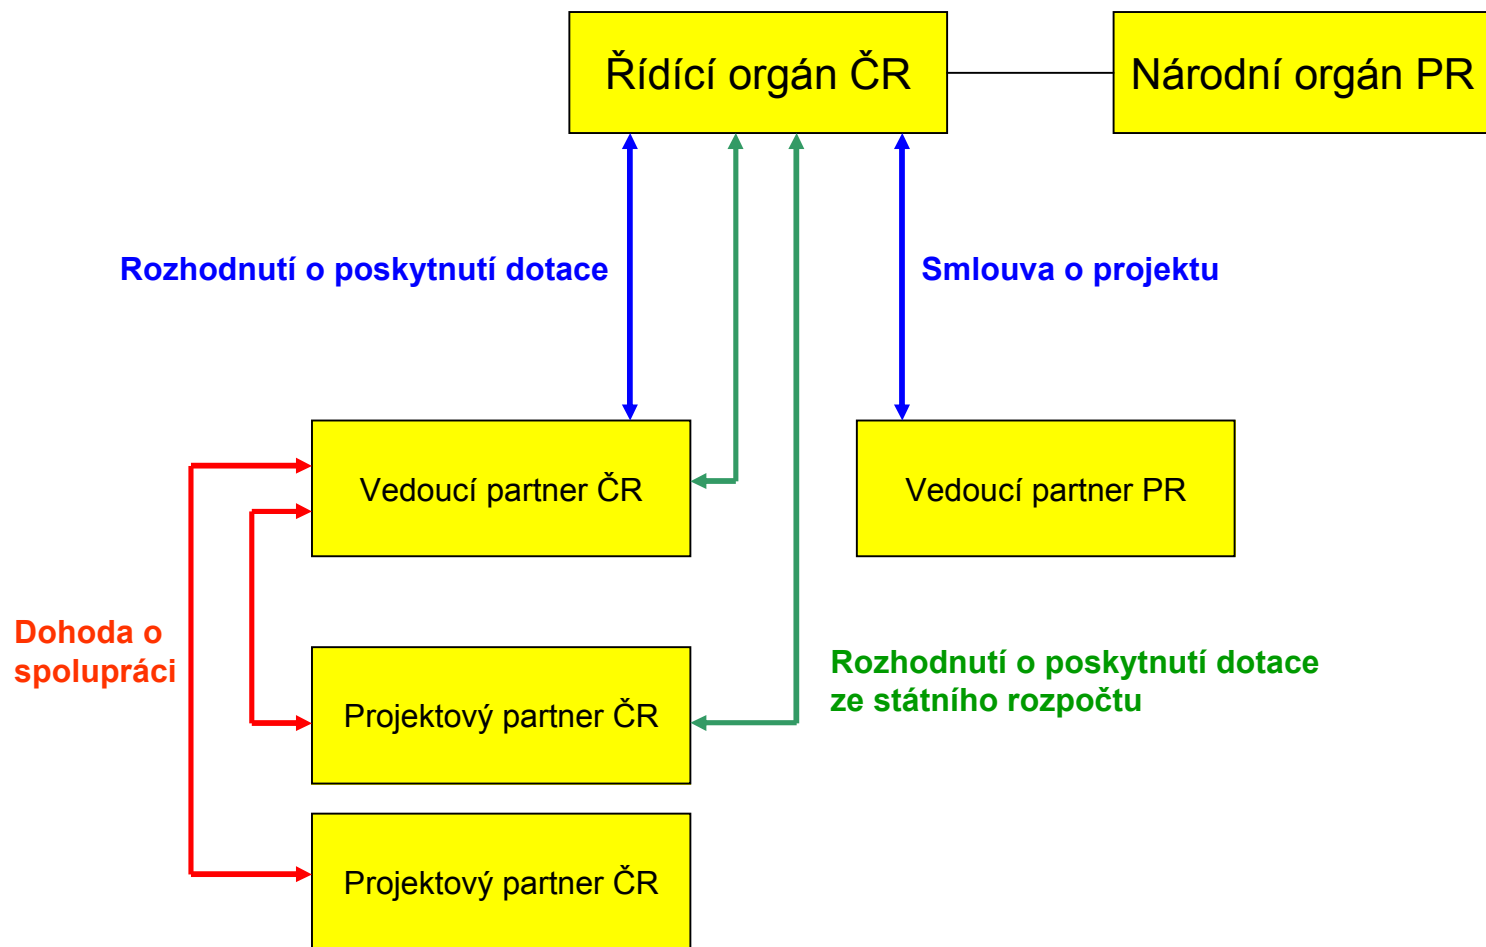 Řídící orgán ČR
Národní orgán PR
Rozhodnutí o poskytnutí dotace
Smlouva o projektu
Vedoucí partner ČR
Vedoucí partner PR
Dohoda o
spolupráci
Projektový partner ČR
Rozhodnutí o poskytnutí dotace
ze státního rozpočtu
Projektový partner ČR